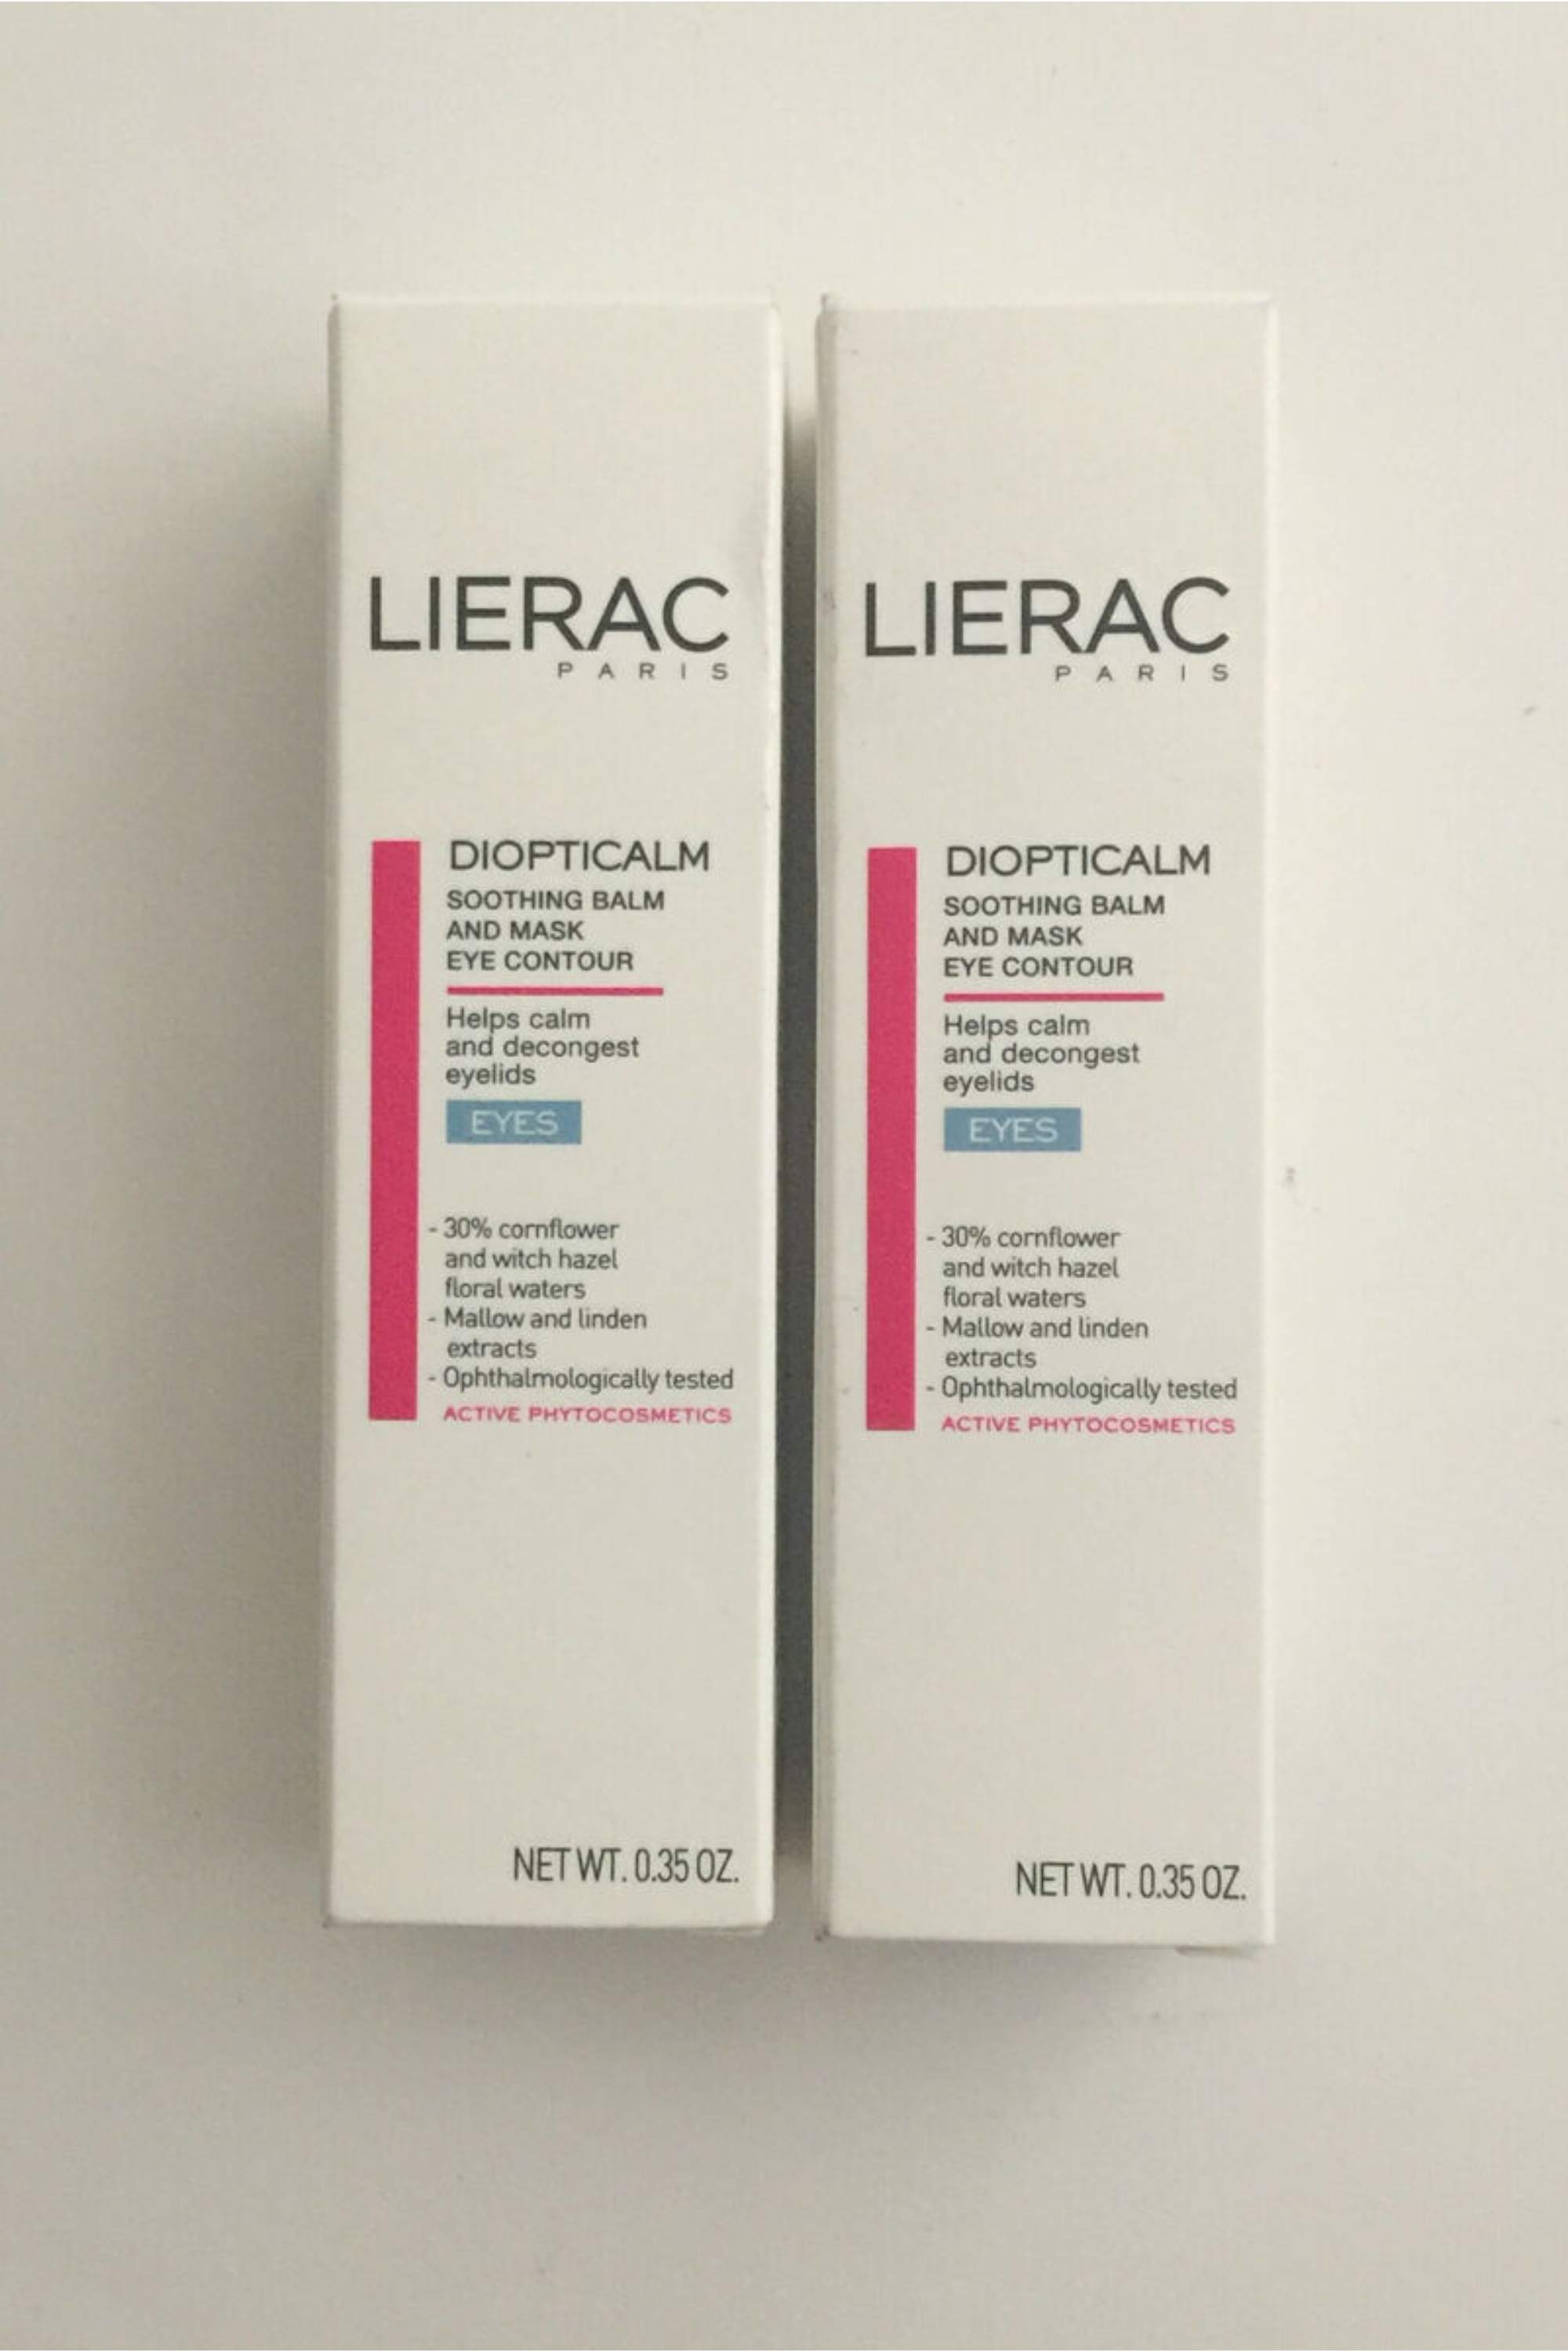 LIERAC
PARIS
DIOPTICALM
SOOTHING BALM
AND MASK
EYE CONTOUR
Helps calm
and decongest
eyelids
EYES
- 30% cornflower
and witch hazel
floral waters
- Mallow and linden
extracts
- Ophthalmologically tested
ACTIVE PHYTOCOSMETICS
NET WT. 0.35 OZ.
LIERAC
PARIS
DIOPTICALM
SOOTHING BALM
AND MASK
EYE CONTOUR
Helps calm
and decongest
eyelids
EYES
- 30% cornflower
and witch hazel
floral waters
- Mallow and linden
extracts
- Ophthalmologically tested
ACTIVE PHYTOCOSMETICS
NET WT. 0.35 OZ.